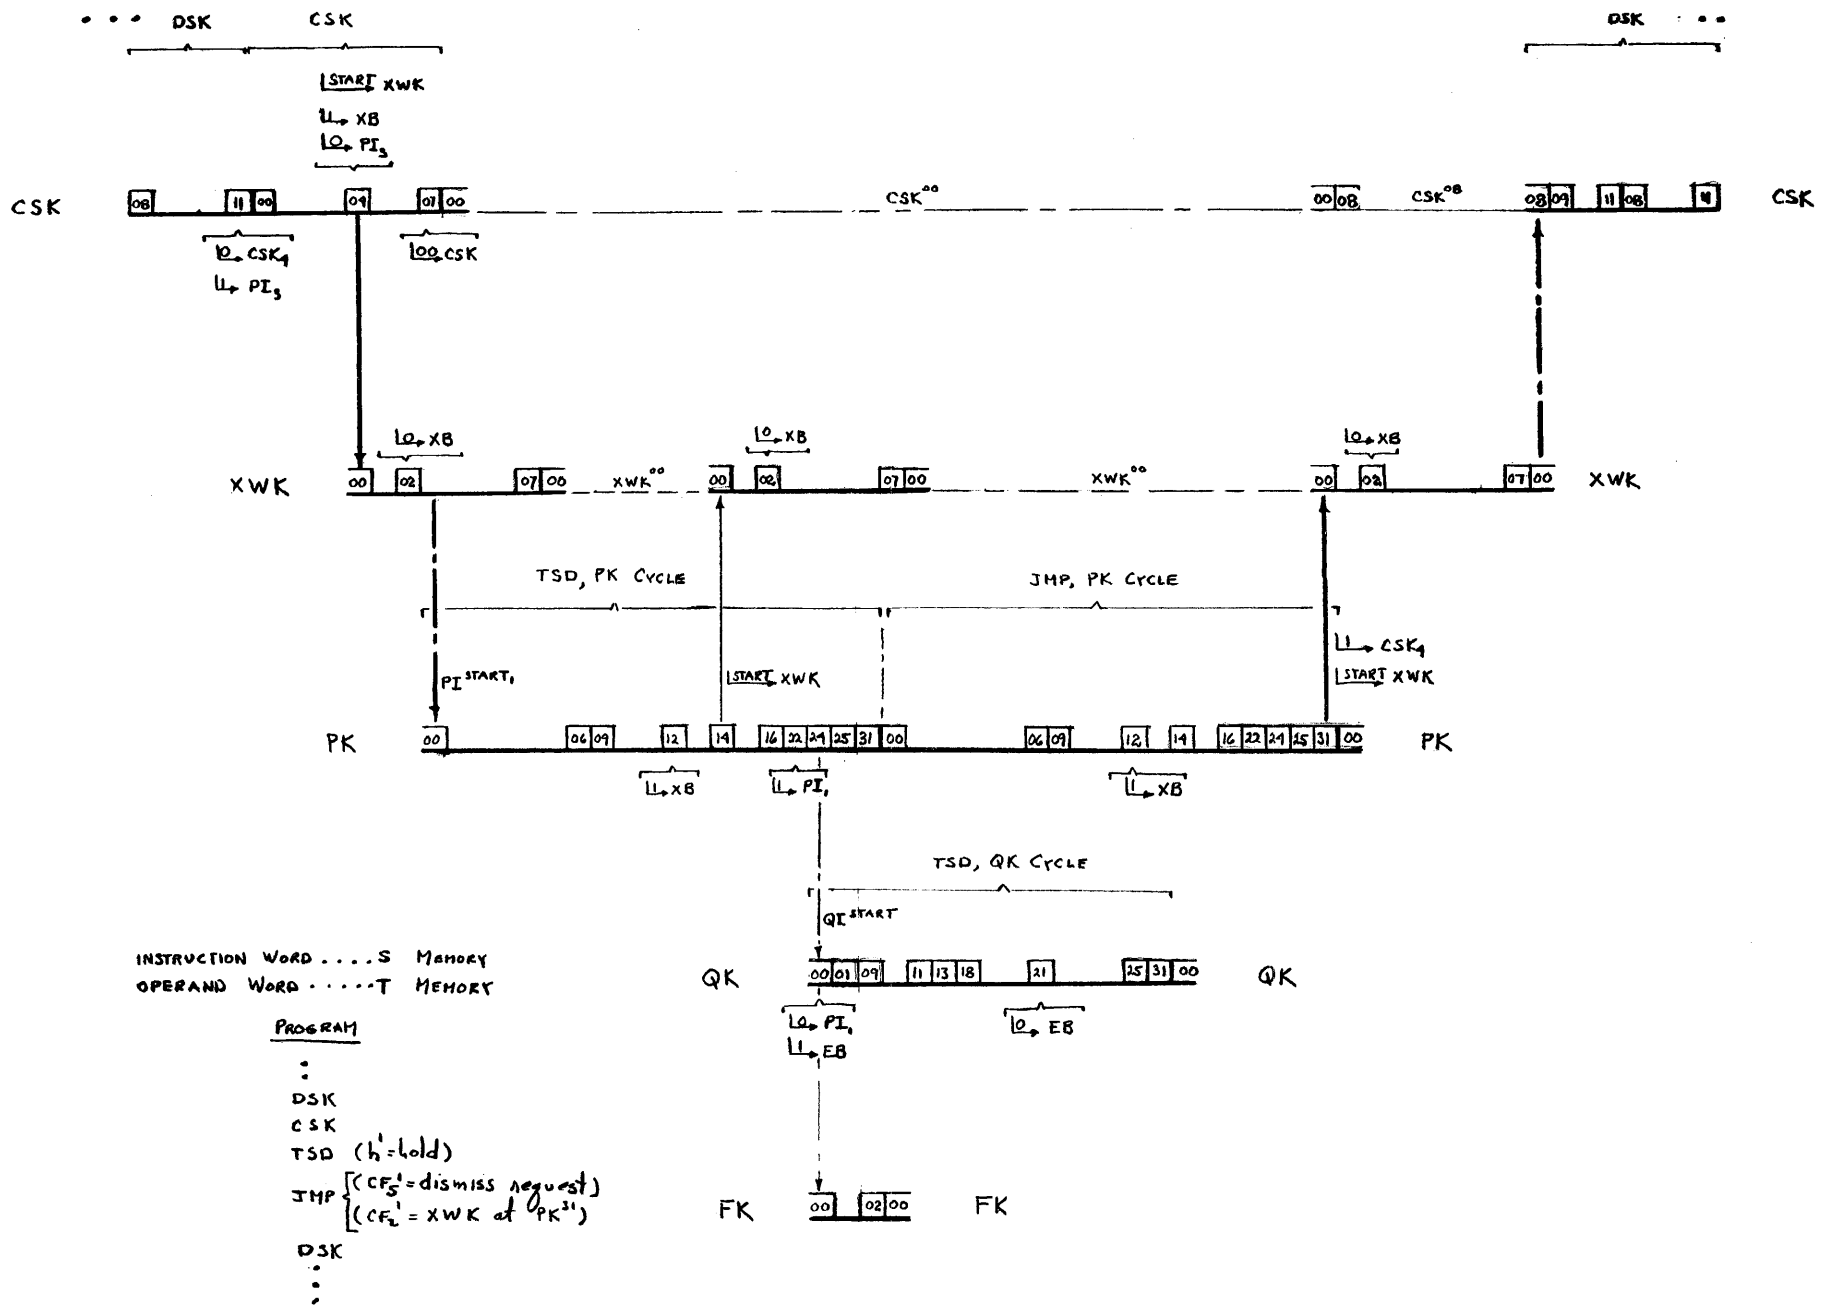 • • • DSK CSK DSK • • •
|START→ XWK
|1→ XB
|0→ PI₃
CSK 08 11 00 09 07 00 CSK⁰⁰ 00 08 CSK⁰⁸ 08 09 11 08 11 CSK
|0→ CSK₄ |00→ CSK
|1→ PI₃
|0→ XB |0→ XB |0→ XB
XWK 00 02 07 00 XWK⁰⁰ 00 02 07 00 XWK⁰⁰ 00 02 07 00 XWK
TSD, PK CYCLE JMP, PK CYCLE
|1→ CSK₄
PI START₁ |START→ XWK |START→ XWK
PK 00 06 09 12 14 16 22 24 25 31 00 06 09 12 14 16 22 24 25 31 00 PK
|1→ XB |1→ PI₁ |1→ XB
TSD, QK CYCLE
QI START
INSTRUCTION WORD .... S MEMORY
OPERAND WORD ..... T MEMORY
QK 00 01 09 11 13 18 21 25 31 00 QK
|0→ PI₁ |0→ EB
|1→ EB
PROGRAM
DSK
CSK
TSD (h¹=hold)
JMP (CF₅¹=dismiss request)
(CF₂¹ = XWK at PK³¹)
DSK
FK 00 02 00 FK